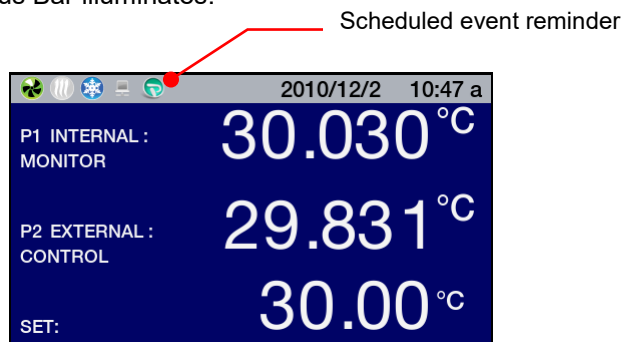 us Bar illuminates.
Scheduled event reminder
2010/12/2 10:47 a
P1 INTERNAL :
MONITOR
30.030°C
P2 EXTERNAL :
CONTROL
29.831°C
SET:
30.00°C